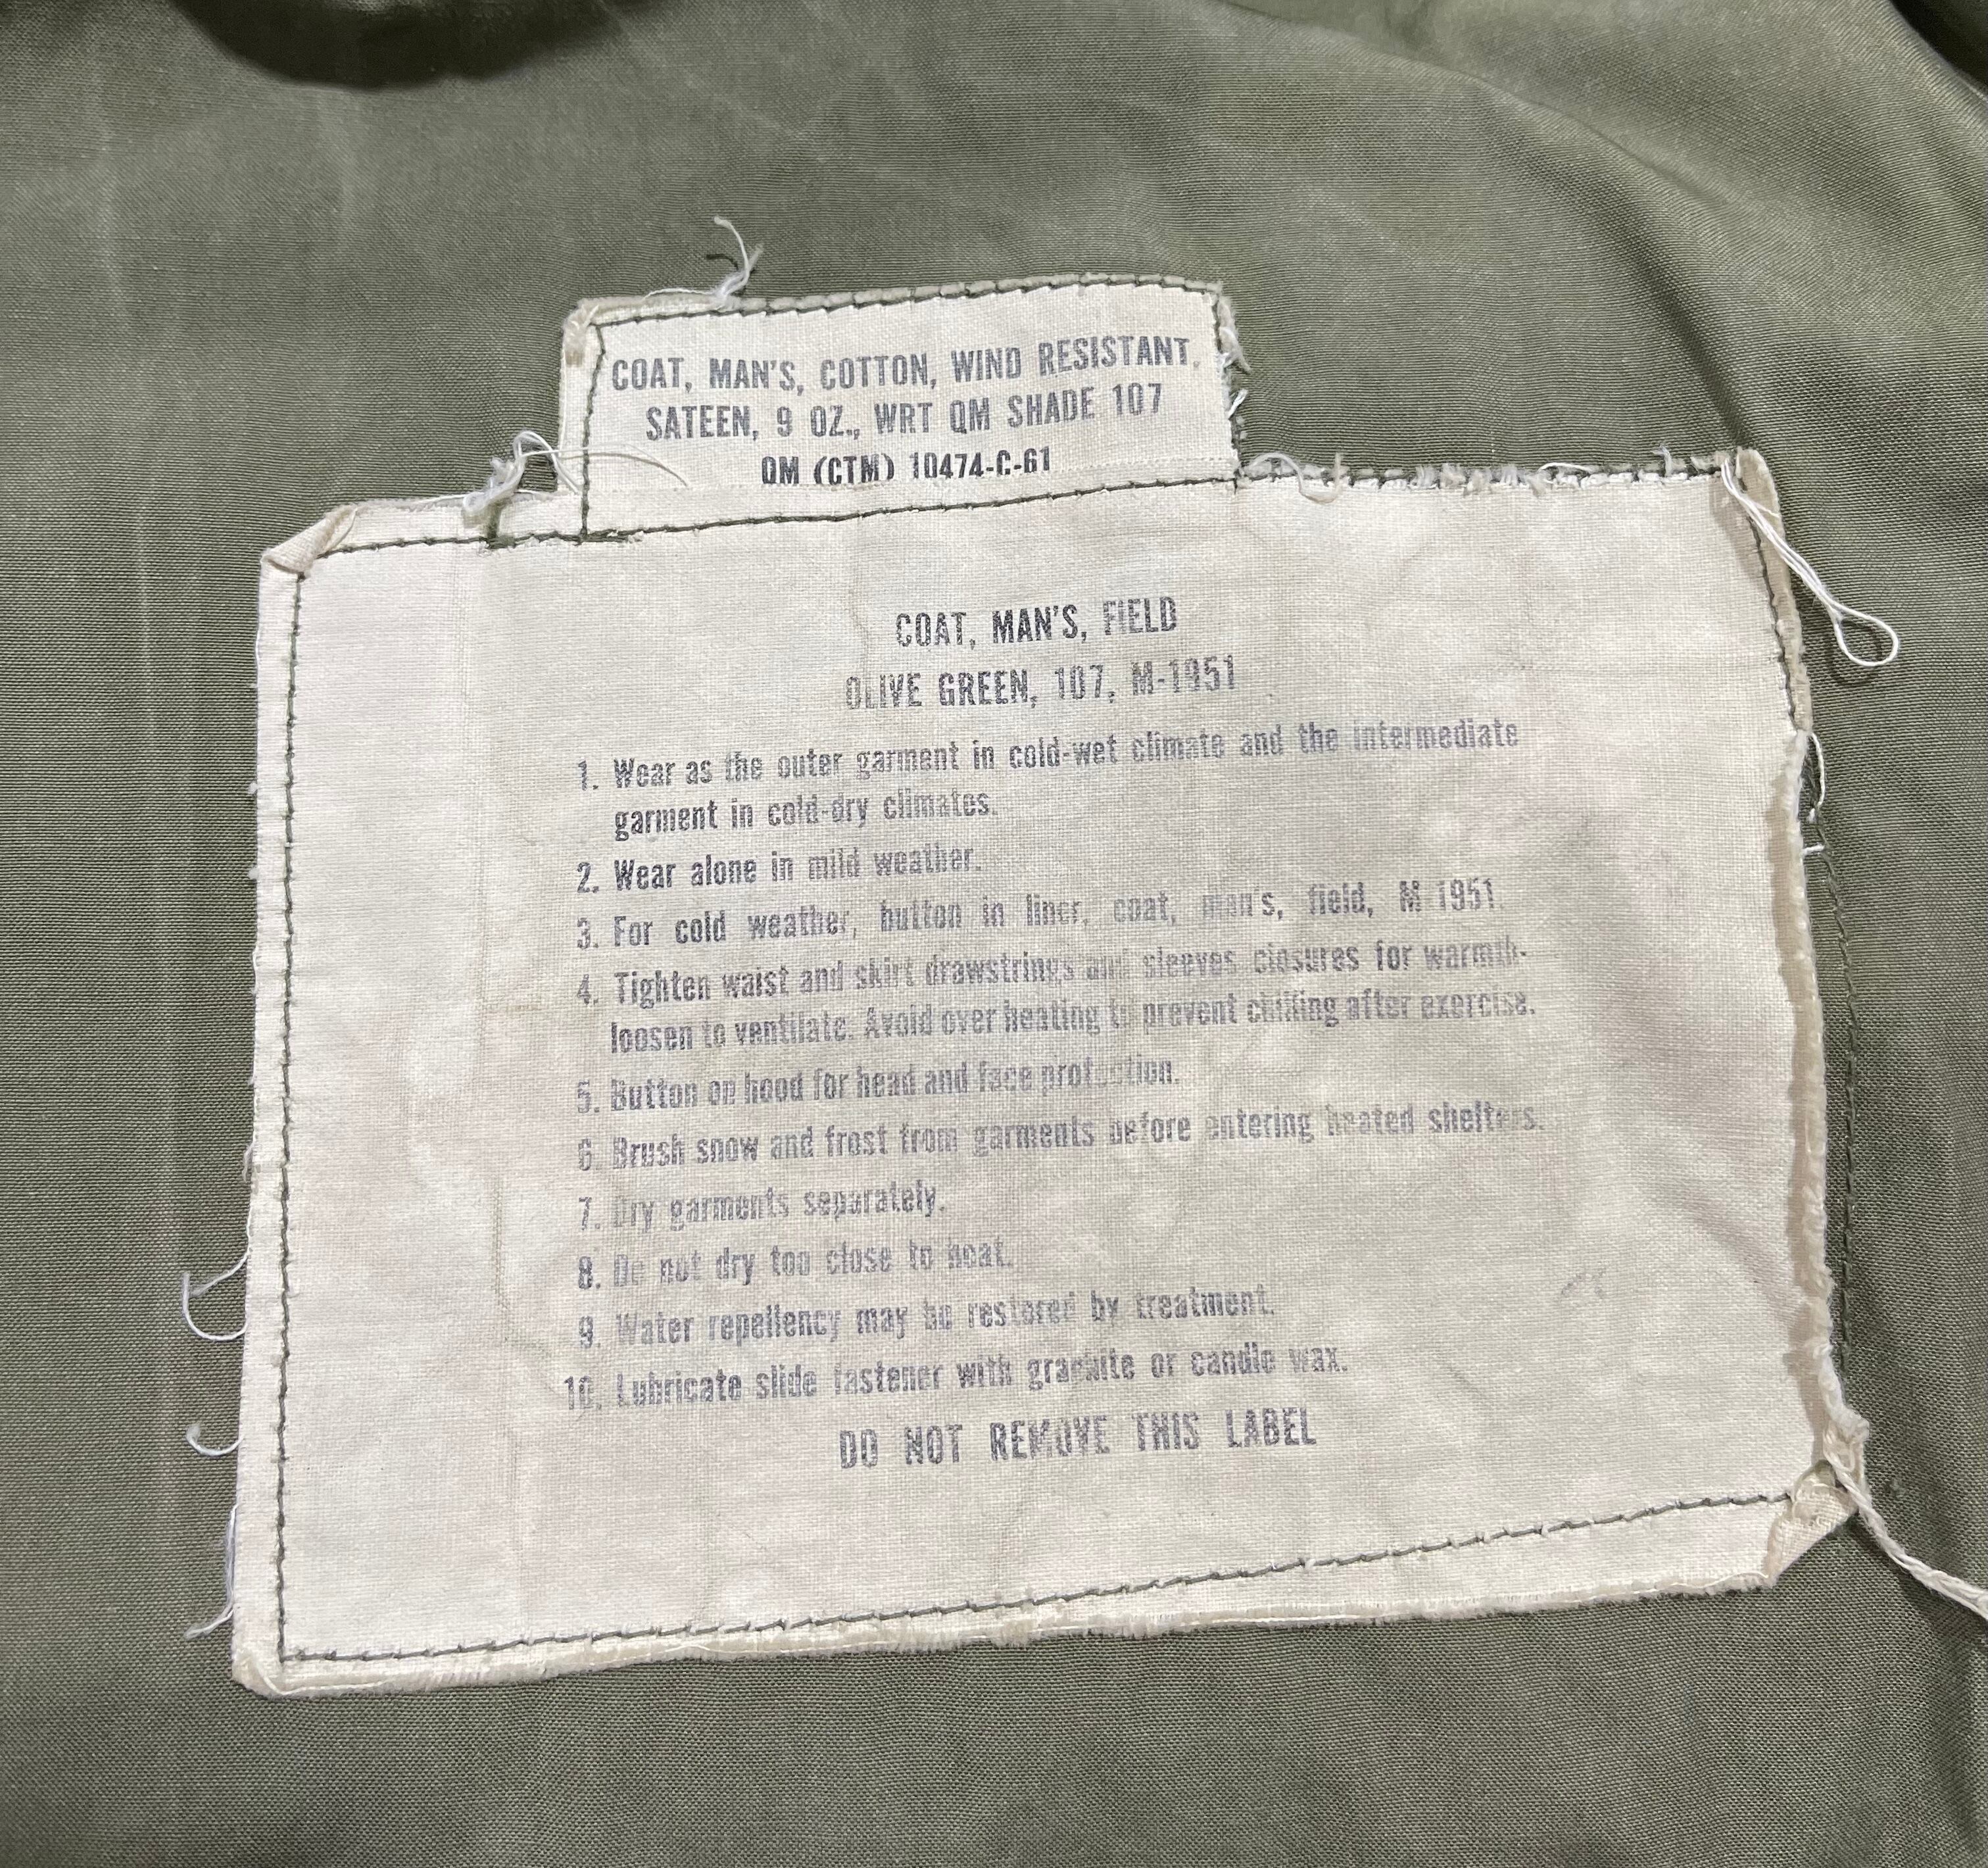 COAT, MAN'S, COTTON, WIND RESISTANT,
SATEEN, 9 OZ., WRT QM SHADE 107
QM (CTM) 10474-C-61
COAT, MAN'S, FIELD
OLIVE GREEN, 107, M-1951
1. Wear as the outer garment in cold-wet climate and the intermediate
garment in cold-dry climates.
2. Wear alone in mild weather.
3. For cold weather, button in liner, coat, man's, field, M 1951.
4. Tighten waist and skirt drawstrings and sleeves closures for warmth-
loosen to ventilate. Avoid over heating to prevent chilling after exercise.
5. Button on hood for head and face protection.
6. Brush snow and frost from garments before entering heated shelters.
7. Dry garments separately.
8. Do not dry too close to heat.
9. Water repellency may be restored by treatment.
10. Lubricate slide fastener with graphite or candle wax.
DO NOT REMOVE THIS LABEL